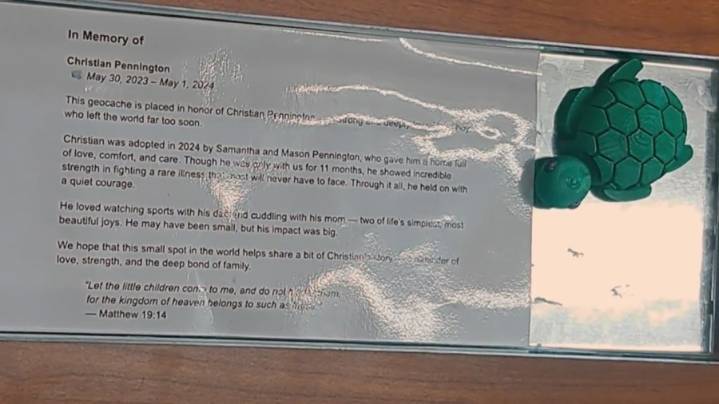 In Memory of
Christian Pennington
May 30, 2023 – May 1, 2024
This geocache is placed in honor of Christian Pennington
who left the world far too soon.
Christian was adopted in 2024 by Samantha and Mason Pennington, who gave him a home full
of love, comfort, and care. Though he was only with us for 11 months, he showed incredible
strength in fighting a rare illness that most will never have to face. Through it all, he held on with
a quiet courage.
He loved watching sports with his dad and cuddling with his mom — two of life's simplest, most
beautiful joys. He may have been small, but his impact was big.
We hope that this small spot in the world helps share a bit of Christian's story of
love, strength, and the deep bond of family.
"Let the little children come to me, and do not
for the kingdom of heaven belongs to such as
— Matthew 19:14